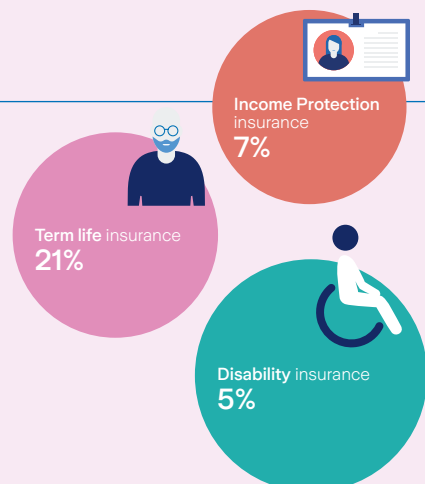 Income Protection
insurance
7%
Term life insurance
21%
Disability insurance
5%